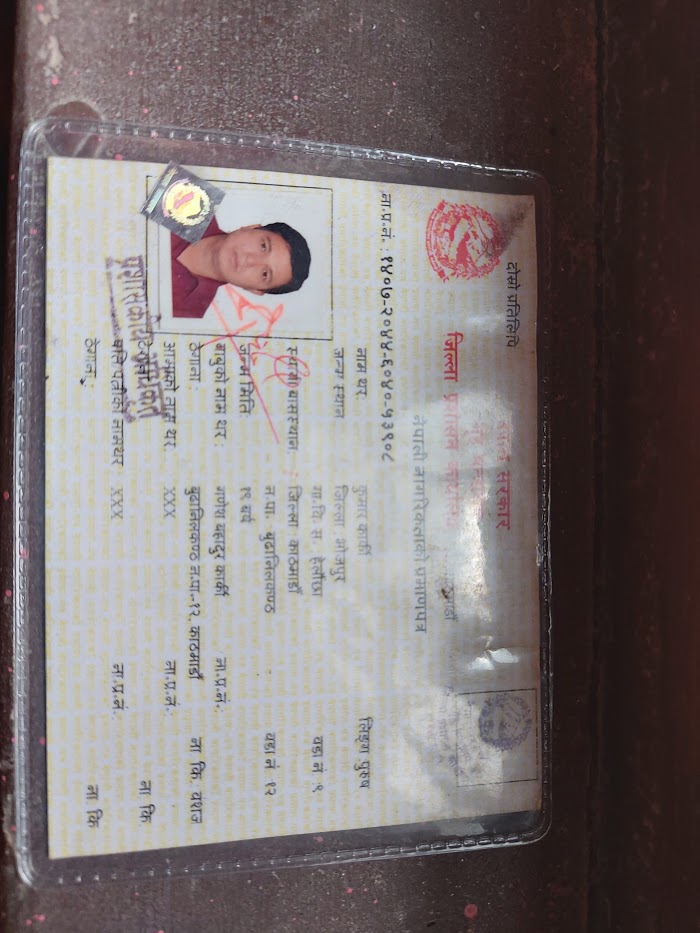 दोस्रो प्रतिलिपि
नेपाल सरकार
गृह मन्त्रालय
जिल्ला प्रशासन कार्यालय काठमाडौं
नेपाली नागरिकताको प्रमाणपत्र
ना.प्र.नं. : १४०७-२०४४-६०४०-५३९०८
नाम थर: कुमार कार्की लिङ्ग पुरुष
जन्म स्थान जिल्ला: भोजपुर
गा.वि.स. हेलौछा वडा नं ९
स्थायी बासस्थान: जिल्ला काठमाडौं
न.पा. बुढानिलकण्ठ वडा नं १२
जन्म मिति: १९ बर्ष
बाबुको नाम थर: गणेश बहादुर कार्की ना.प्र.नं.:
ठेगाना: बुढानिलकण्ठ न.पा.-१२, काठमाडौं ना कि. वंशज
आमाको नाम थर: XXX ना.प्र.नं.:
ठेगाना: ना कि
पति पत्नीको नामथर: XXX ना.प्र.नं.:
ठेगाना: ना कि
प्रशासकीय अधिकृत